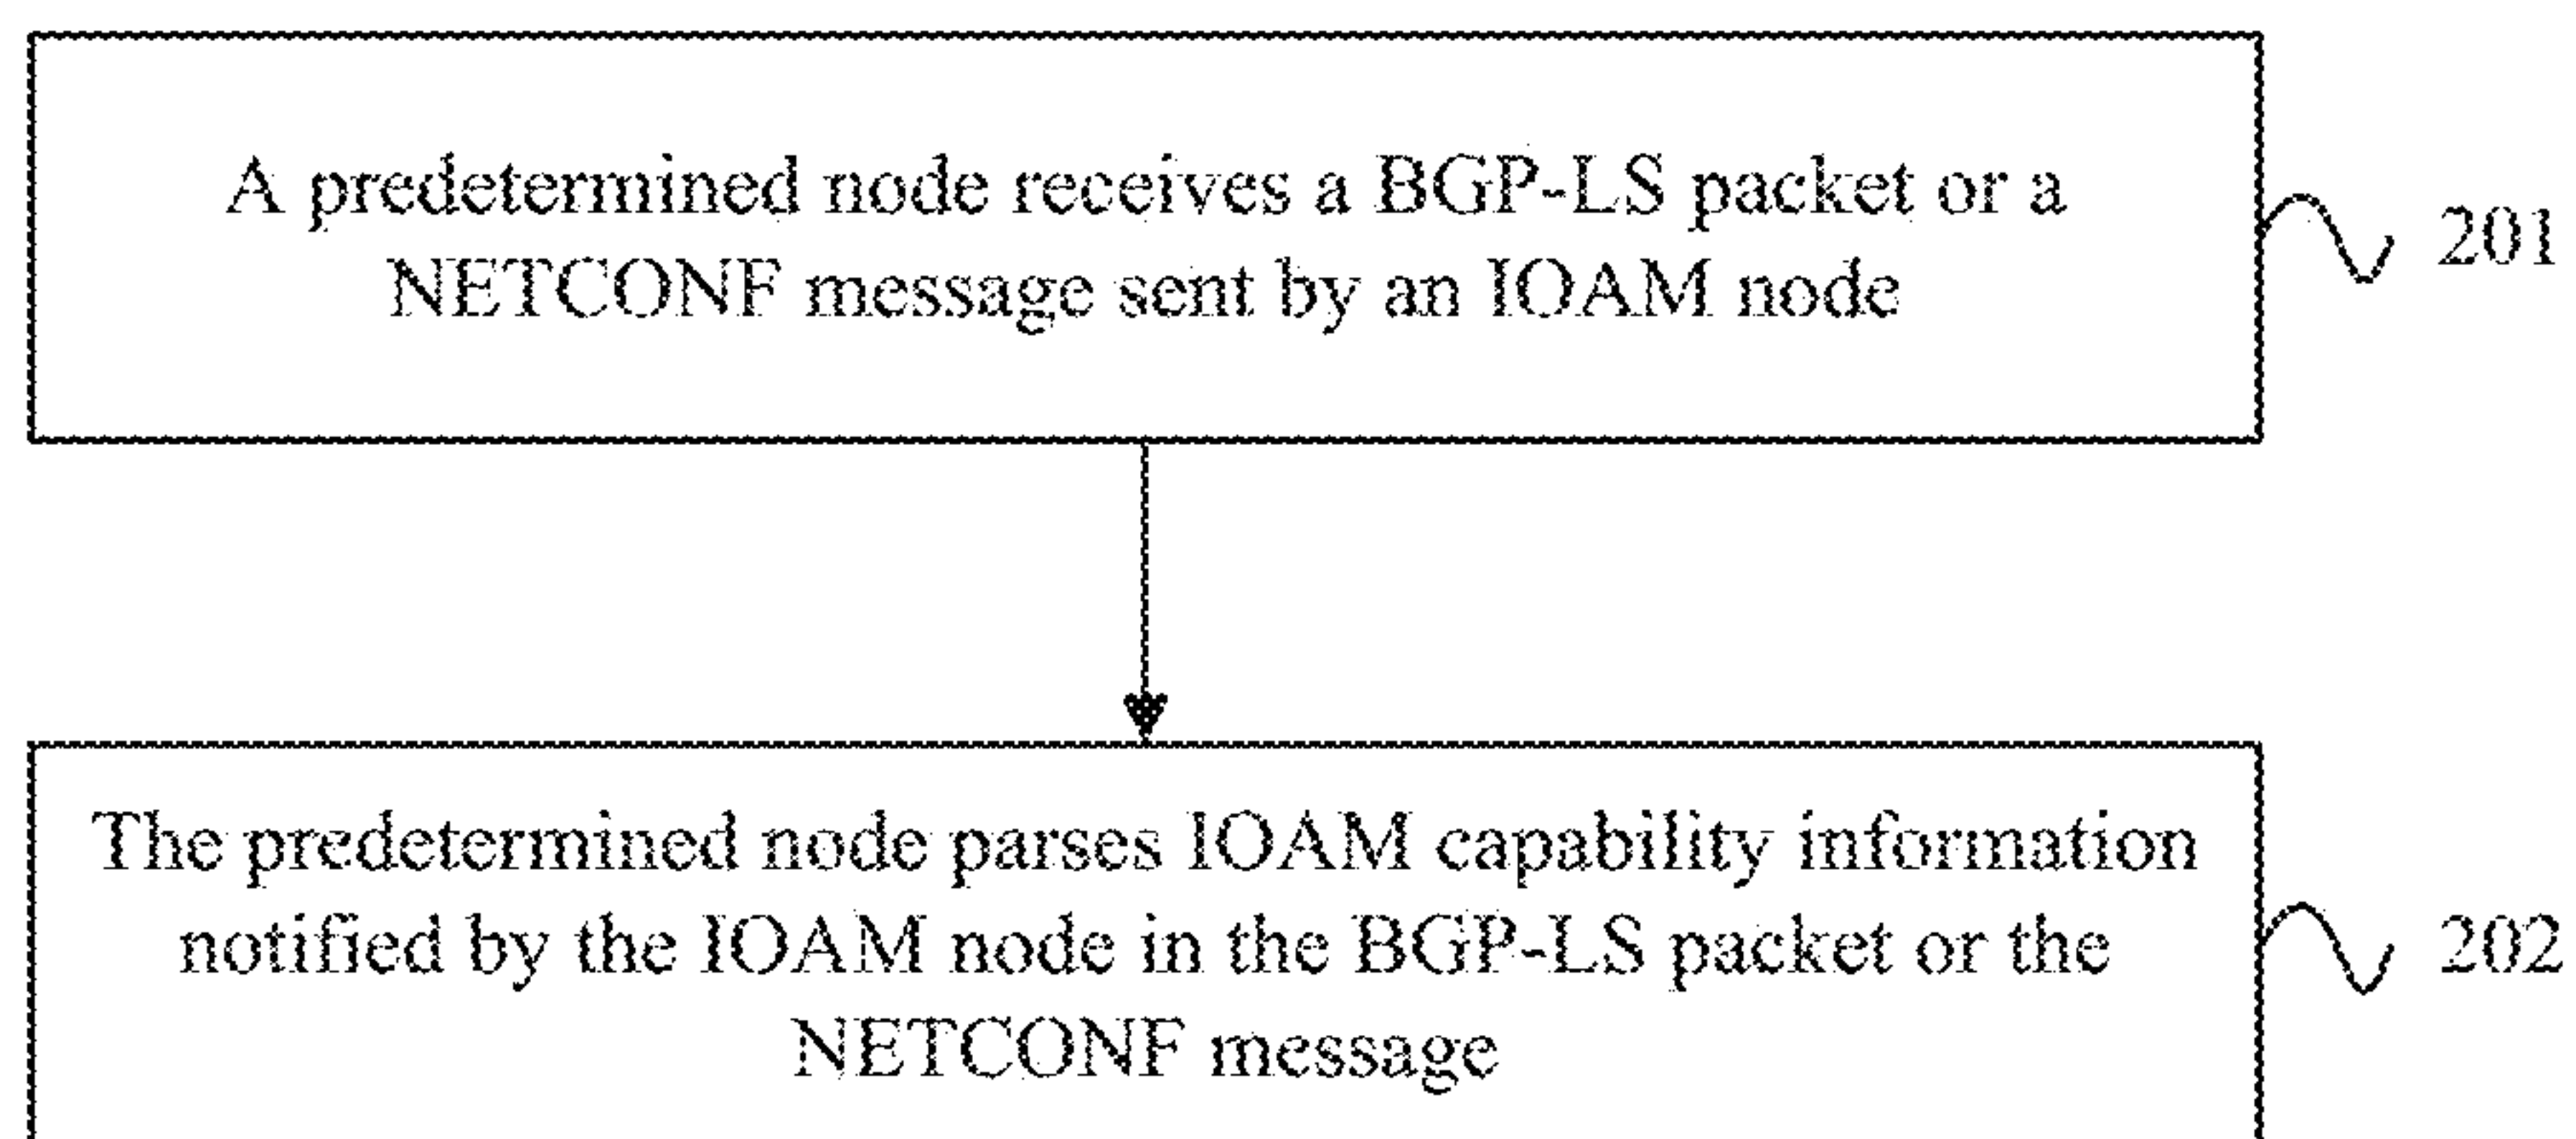 A predetermined node receives a BGP-LS packet or a
NETCONF message sent by an IOAM node
201
The predetermined node parses IOAM capability information
notified by the IOAM node in the BGP-LS packet or the
NETCONF message
202